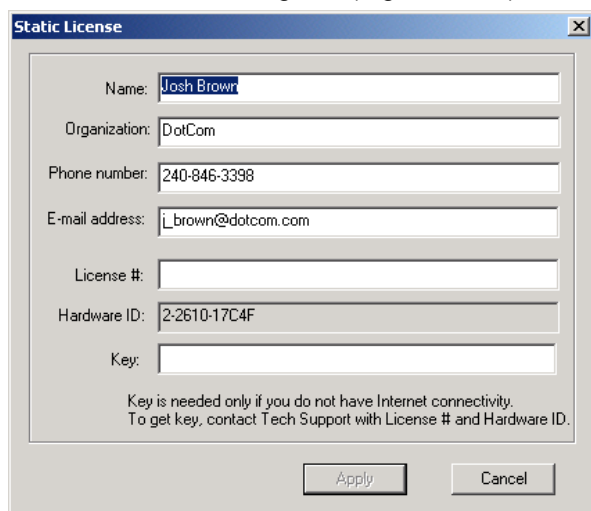 Static License
Name: Josh Brown
Organization: DotCom
Phone number: 240-846-3398
E-mail address: j_brown@dotcom.com
License #:
Hardware ID: 2-2610-17C4F
Key:
Key is needed only if you do not have Internet connectivity.
To get key, contact Tech Support with License # and Hardware ID.
Apply Cancel